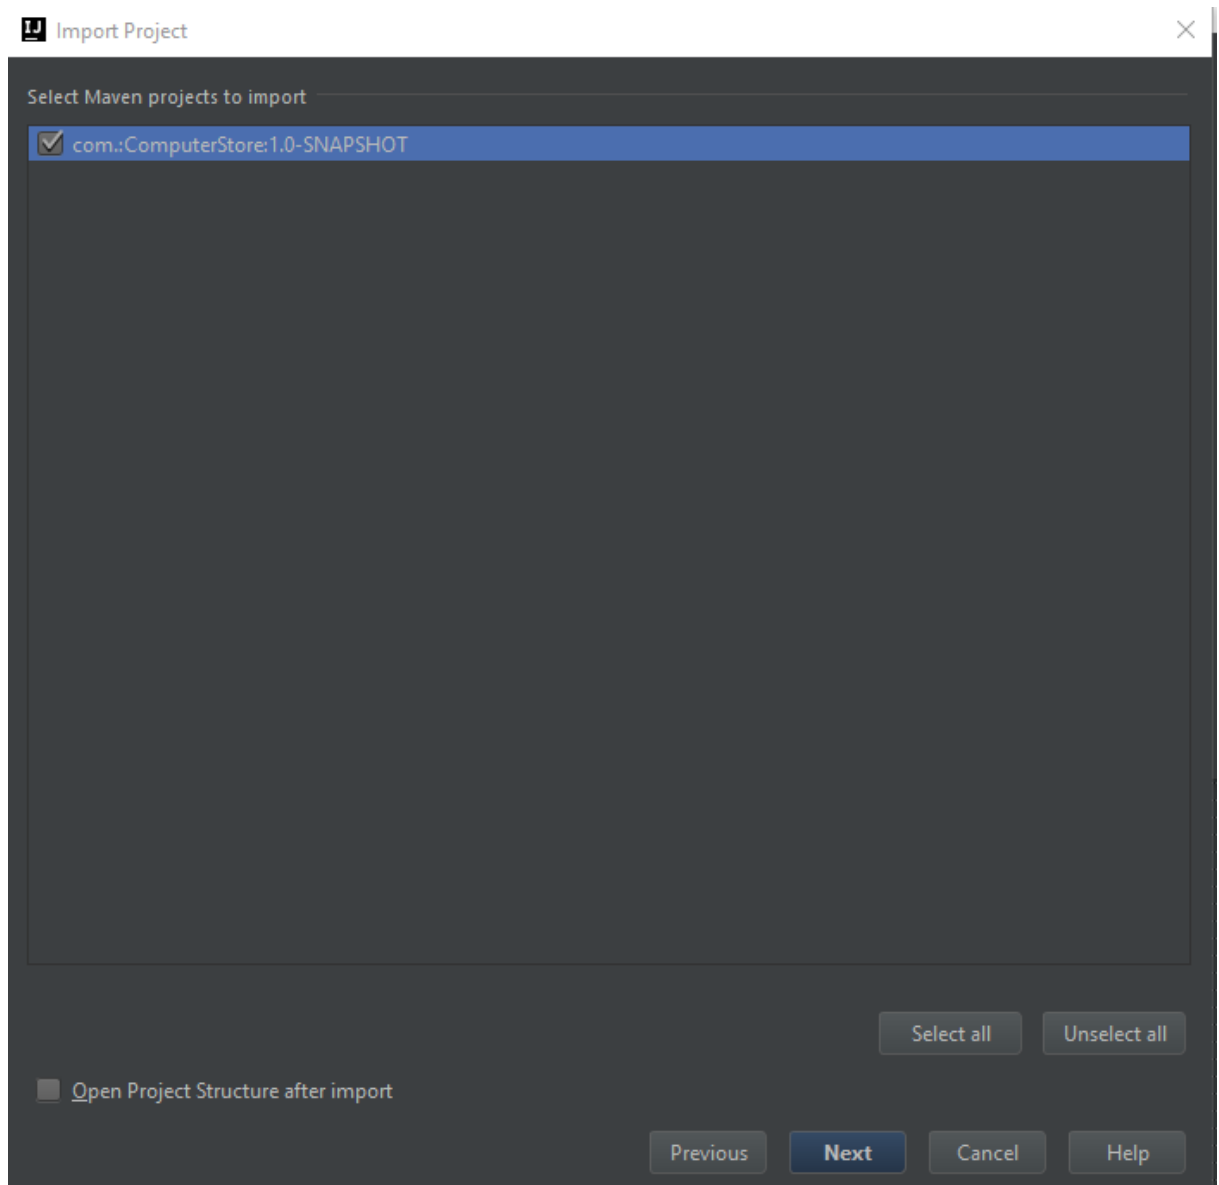 IJ Import Project
Select Maven projects to import
com.:ComputerStore:1.0-SNAPSHOT
Select all Unselect all
Open Project Structure after import
Previous Next Cancel Help